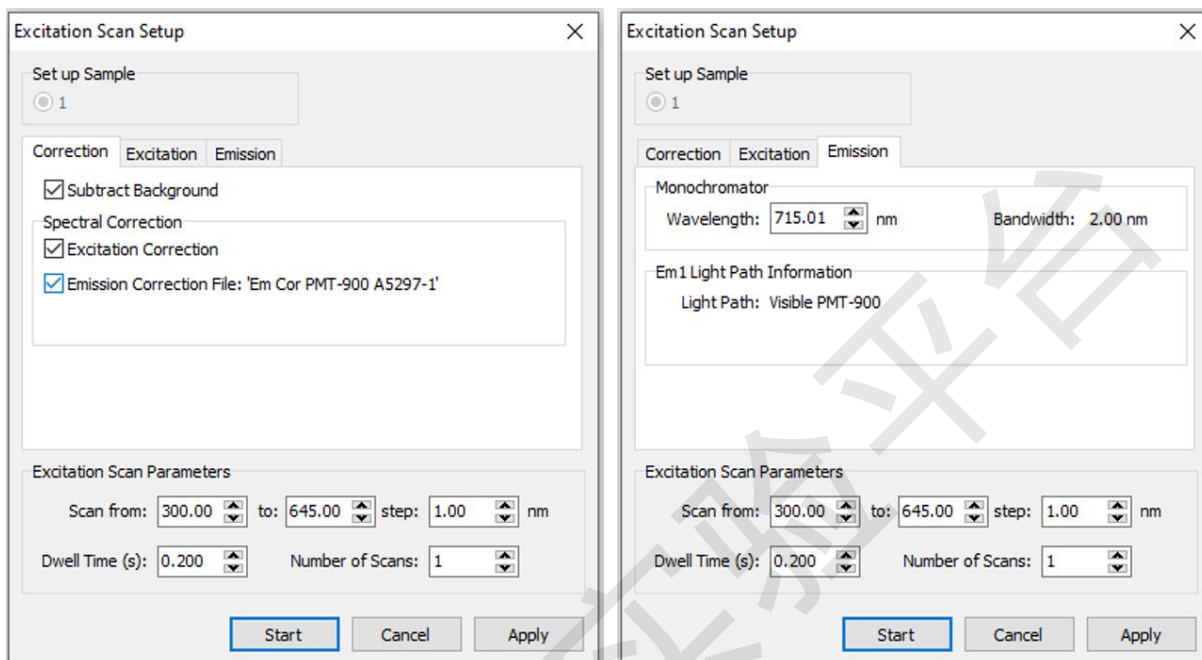 Excitation Scan Setup
Set up Sample
1
Correction Excitation Emission
Subtract Background
Spectral Correction
Excitation Correction
Emission Correction File: 'Em Cor PMT-900 A5297-1'
Excitation Scan Parameters
Scan from: 300.00 to: 645.00 step: 1.00 nm
Dwell Time (s): 0.200 Number of Scans: 1
Start Cancel Apply
Excitation Scan Setup
Set up Sample
1
Correction Excitation Emission
Monochromator
Wavelength: 715.01 nm Bandwidth: 2.00 nm
Em1 Light Path Information
Light Path: Visible PMT-900
Excitation Scan Parameters
Scan from: 300.00 to: 645.00 step: 1.00 nm
Dwell Time (s): 0.200 Number of Scans: 1
Start Cancel Apply
实验平台